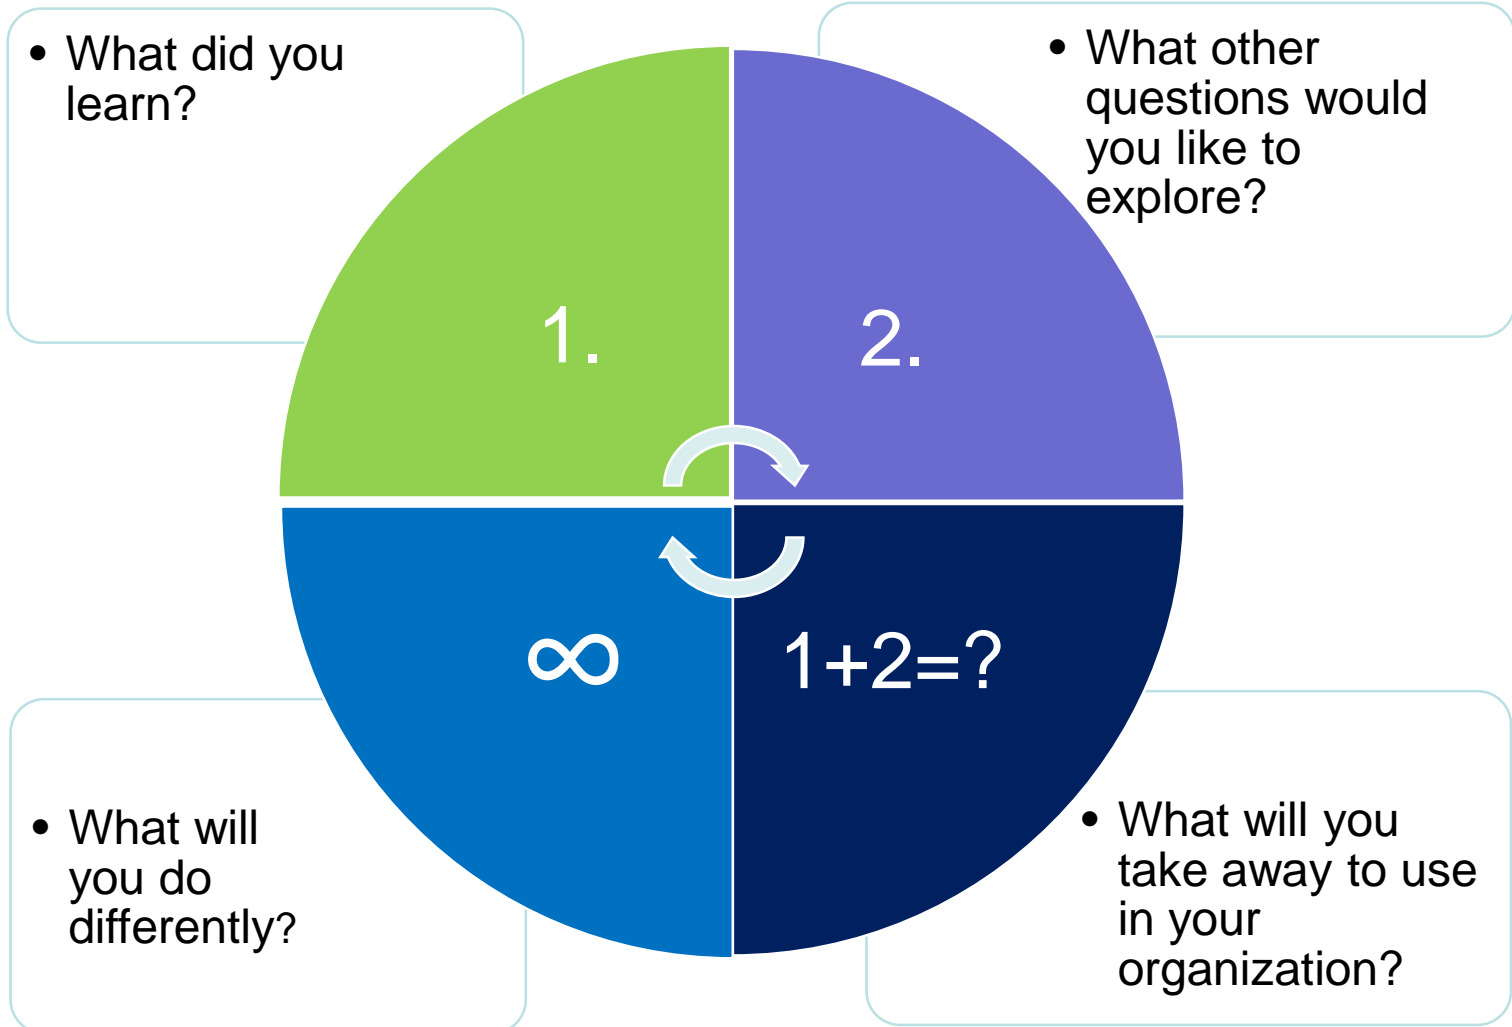 • What did you
learn?
• What other
questions would
you like to
explore?
1.
2.
∞
1+2=?
• What will
you do
differently?
• What will you
take away to use
in your
organization?